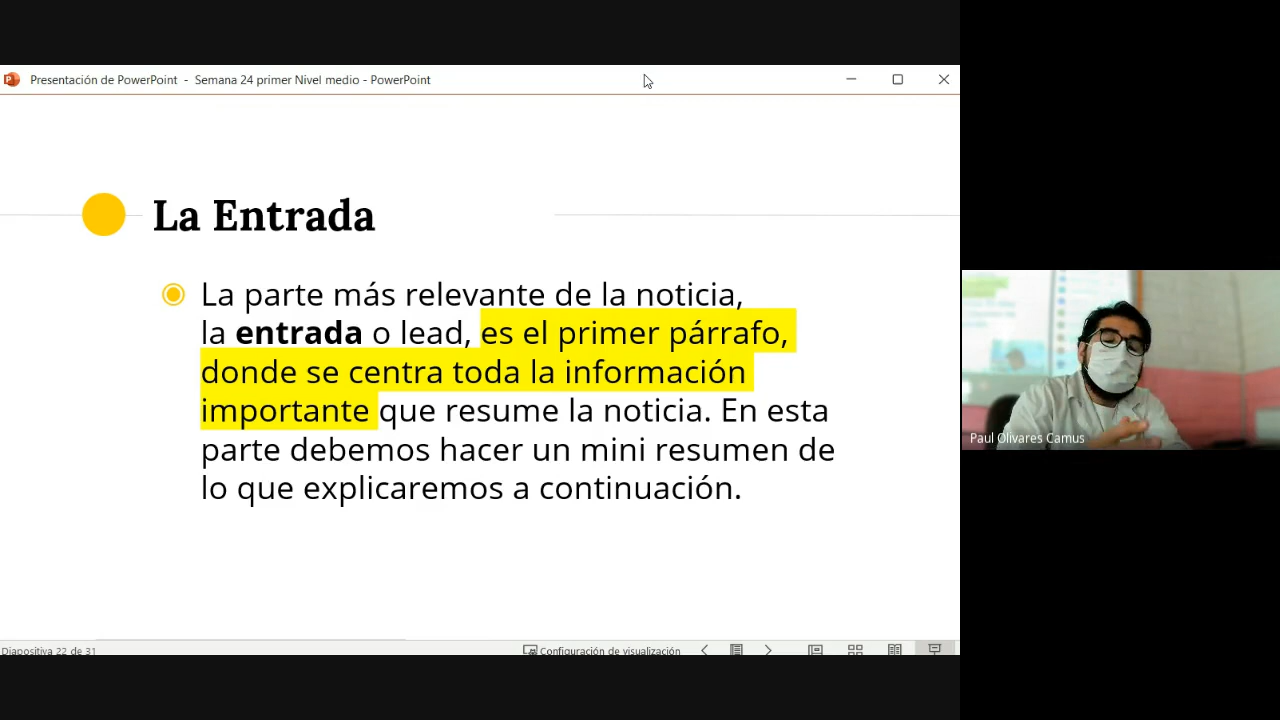 Presentación de PowerPoint - Semana 24 primer Nivel medio - PowerPoint
La Entrada
La parte más relevante de la noticia,
la entrada o lead, es el primer párrafo,
donde se centra toda la información
importante que resume la noticia. En esta
parte debemos hacer un mini resumen de
lo que explicaremos a continuación.
Paul Olivares Camus
Diapositiva 22 de 31
Configuración de visualización